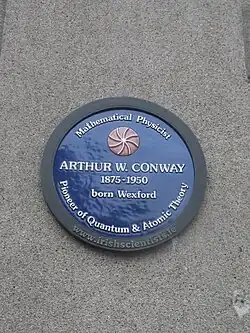 Mathematical Physicist
ARTHUR W. CONWAY
1875-1950
born Wexford
Pioneer of Quantum & Atomic Theory
www.irishscientists.ie